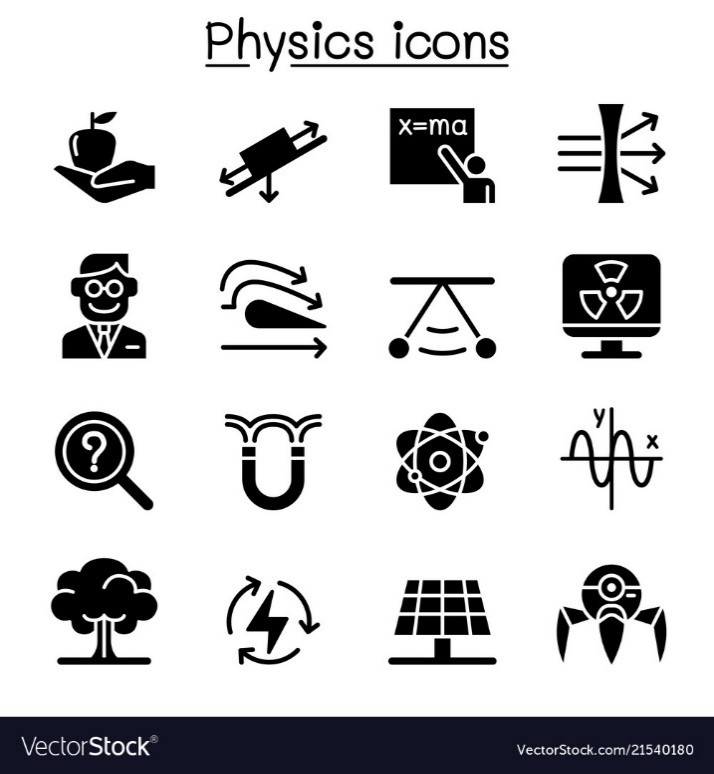 Physics icons
x=ma
?
y
x
VectorStock®
VectorStock.com/21540180